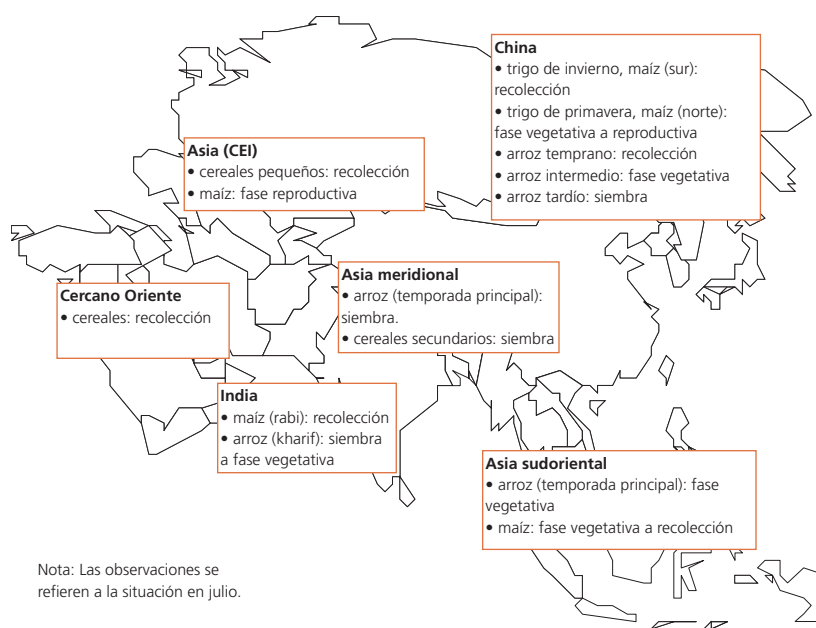 China
• trigo de invierno, maíz (sur):
recolección
• trigo de primavera, maíz (norte):
fase vegetativa a reproductiva
• arroz temprano: recolección
• arroz intermedio: fase vegetativa
• arroz tardío: siembra
Asia (CEI)
• cereales pequeños: recolección
• maíz: fase reproductiva
Asia meridional
• arroz (temporada principal):
siembra.
• cereales secundarios: siembra
Cercano Oriente
• cereales: recolección
India
• maíz (rabi): recolección
• arroz (kharif): siembra
a fase vegetativa
Asia sudoriental
• arroz (temporada principal): fase
vegetativa
• maíz: fase vegetativa a recolección
Nota: Las observaciones se
refieren a la situación en julio.